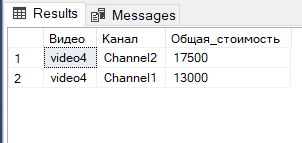 Results Messages
Видео Канал Общая_стоимость
1 video4 Channel2 17500
2 video4 Channel1 13000